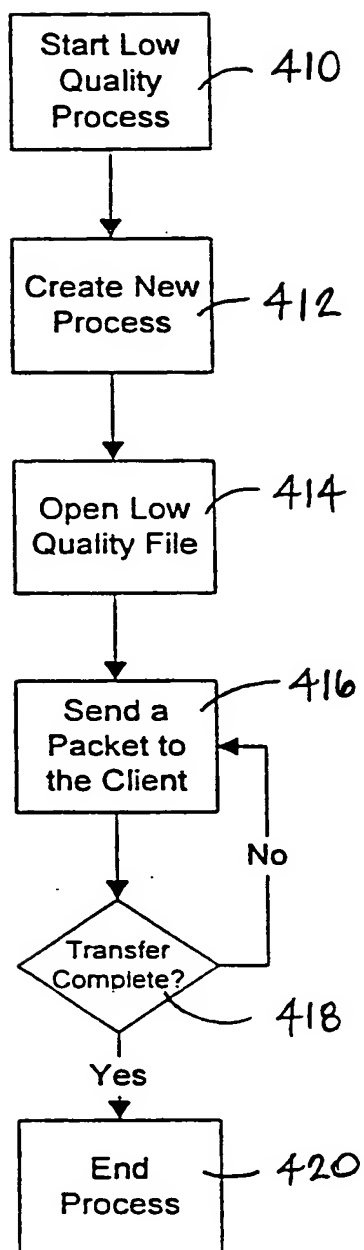 Start Low
Quality
Process
410
Create New
Process
412
Open Low
Quality File
414
Send a
Packet to
the Client
416
No
Transfer
Complete?
418
Yes
End
Process
420